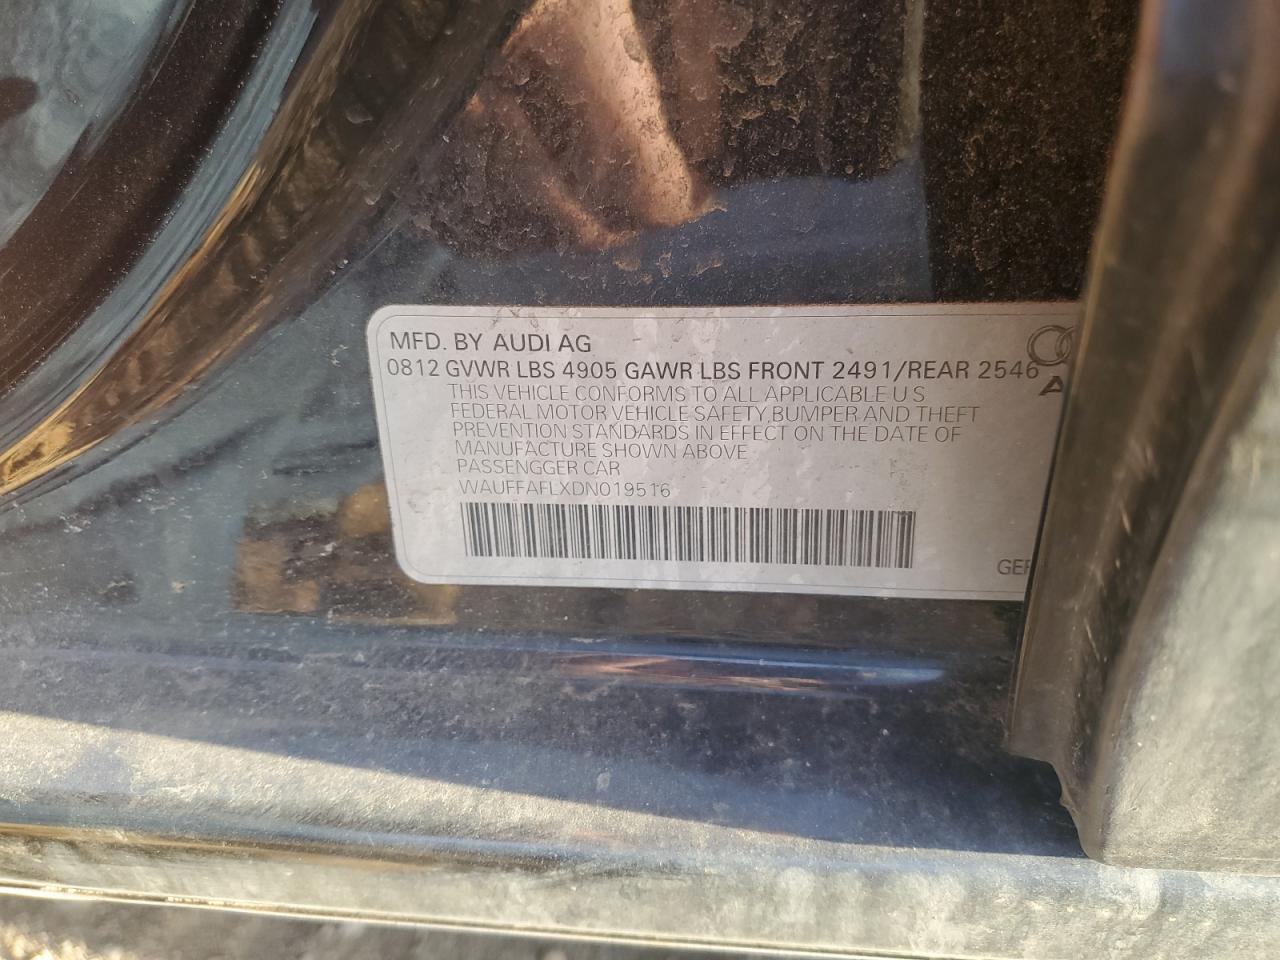 MFD. BY AUDI AG
0812 GVWR LBS 4905 GAWR LBS FRONT 2491/REAR 2546
THIS VEHICLE CONFORMS TO ALL APPLICABLE U S
FEDERAL MOTOR VEHICLE SAFETY,BUMPER AND THEFT
PREVENTION STANDARDS IN EFFECT ON THE DATE OF
MANUFACTURE SHOWN ABOVE
PASSENGGER CAR
WAUFFAFLXDN019516